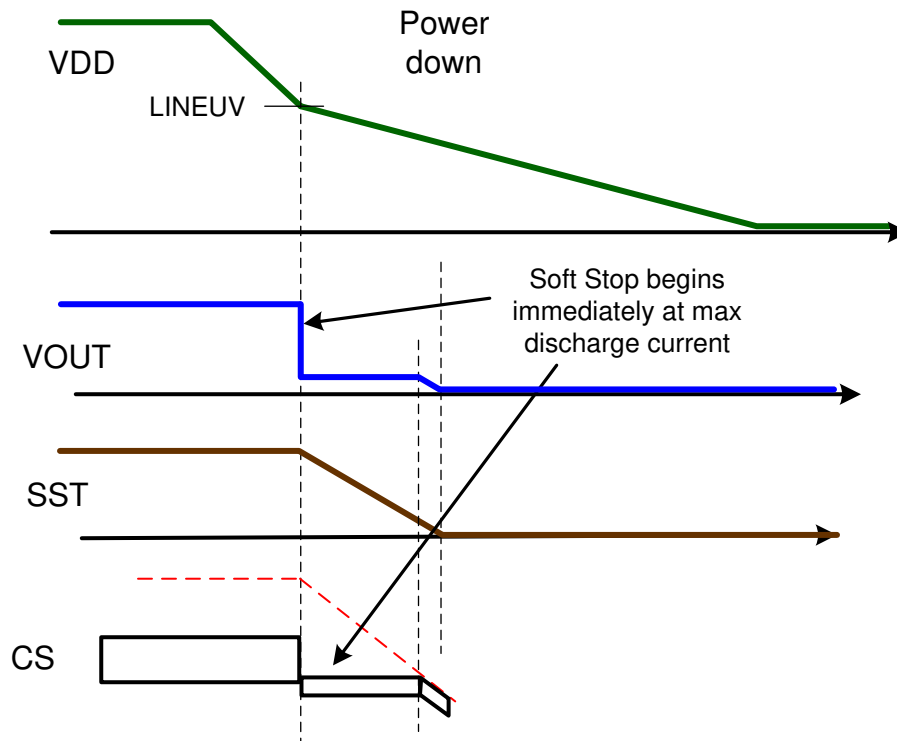 Power
down
VDD
LINEUV
Soft Stop begins
immediately at max
discharge current
VOUT
SST
CS